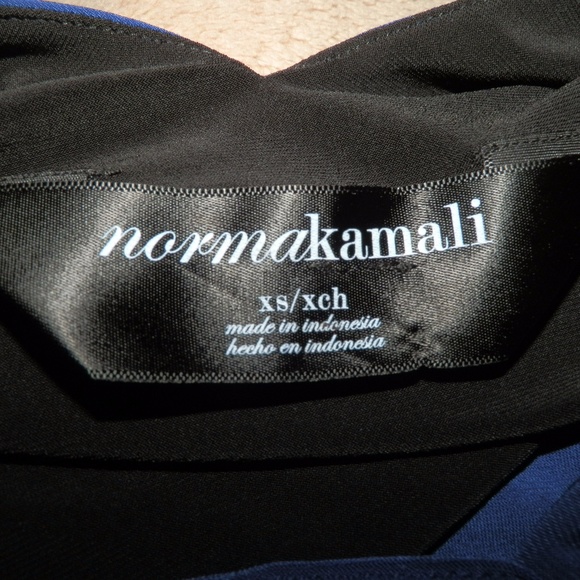 normakamali
xs/xch
made in indonesia
hecho en indonesia